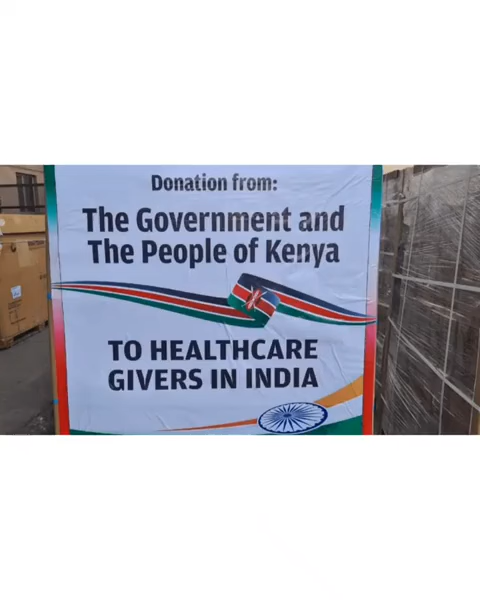 Donation from:
The Government and
The People of Kenya
TO HEALTHCARE
GIVERS IN INDIA